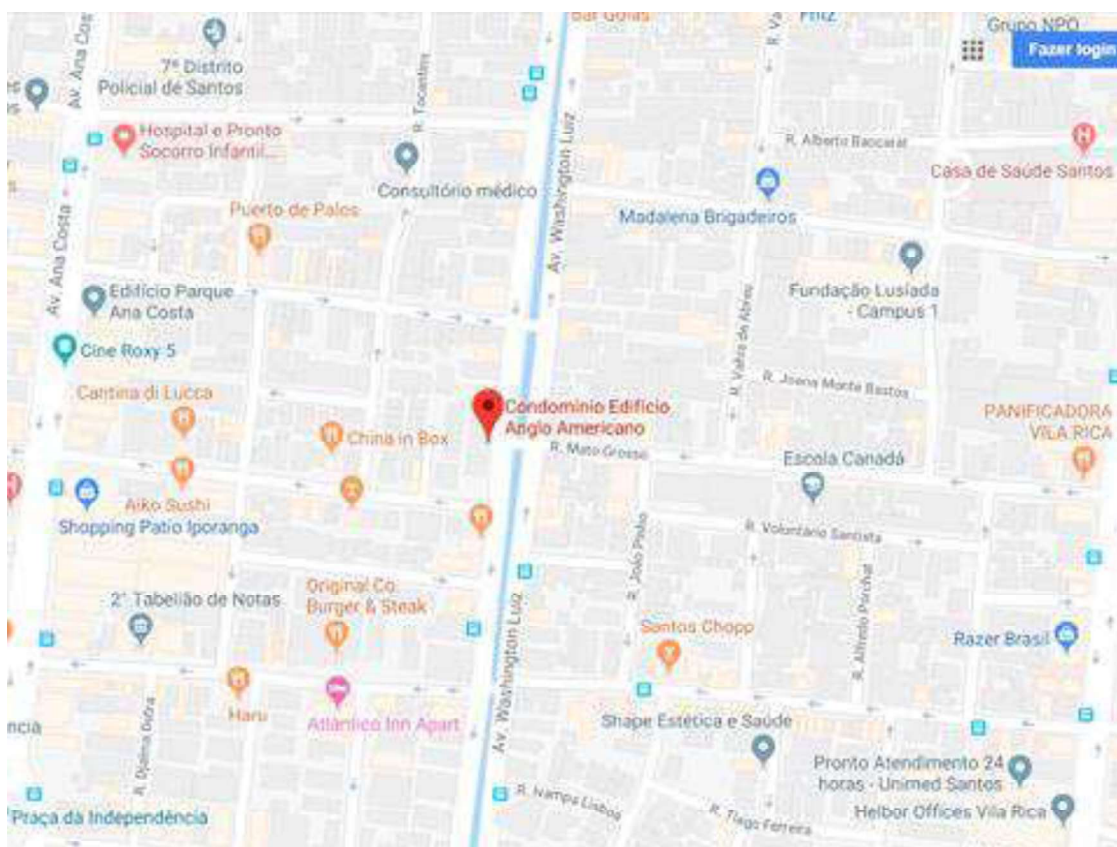 Bar Goiás
Fritz
Grupo NPO
Fazer login
Av. Ana Cos
7º Distrito
Policial de Santos
R. Tocantins
Hospital e Pronto
Socorro Infantil...
R. Alberto Baccarat
Casa de Saúde Santos
Consultório médico
Av. Washington Luiz
Madalena Brigadeiros
Puerto de Palos
Av. Ana Costa
Edifício Parque
Ana Costa
Fundação Lusíada
- Campus 1
R. Vahia de Abreu
Cine Roxy 5
R. Joana Monte Bastos
Cantina di Lucca
Condomínio Edifício
Anglo Americano
PANIFICADORA
VILA RICA
China in Box
R. Mato Grosso
Escola Canadá
Aiko Sushi
Shopping Patio Iporanga
R. Voluntário Santista
R. João Pinho
Original Co.
Burger & Steak
2° Tabelião de Notas
R. Alfredo Porchat
Santos Chopp
Razer Brasil
Av. Washington Luiz
Haru
Atlântico Inn Apart
Shape Estética e Saúde
ncia
R. Djalma Dutra
Pronto Atendimento 24
horas - Unimed Santos
R. Nampa Lisboa
Helbor Offices Vila Rica
Praça da Independência
R. Tiago Ferreira